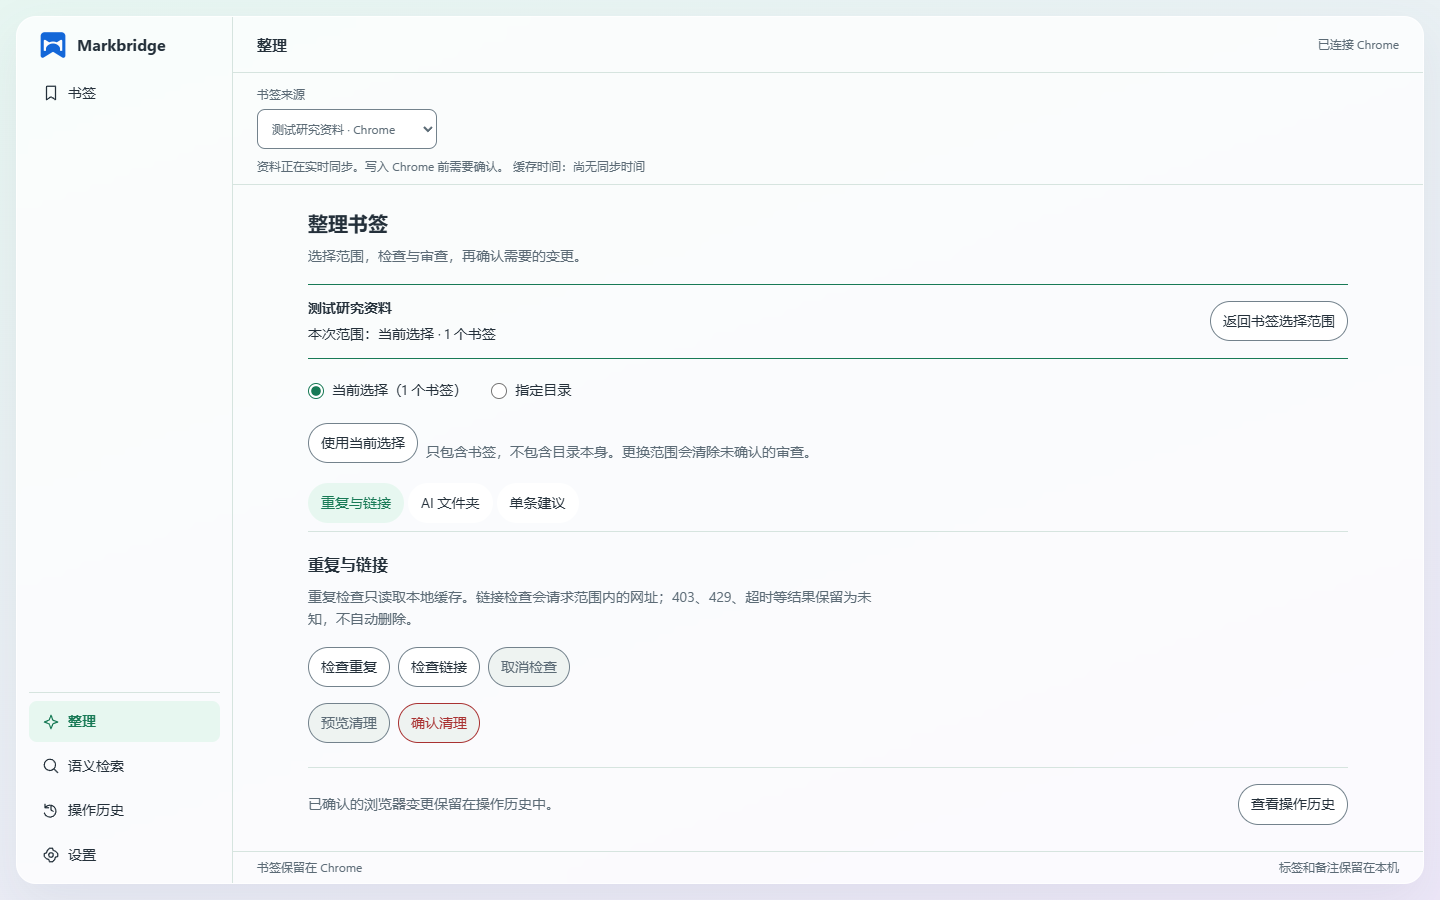 Markbridge
书签
整理
语义检索
操作历史
设置
整理
已连接 Chrome
书签来源
测试研究资料 · Chrome
资料正在实时同步。写入 Chrome 前需要确认。 缓存时间：尚无同步时间
整理书签
选择范围，检查与审查，再确认需要的变更。
测试研究资料
本次范围：当前选择 · 1 个书签
返回书签选择范围
当前选择（1 个书签）
指定目录
使用当前选择
只包含书签，不包含目录本身。更换范围会清除未确认的审查。
重复与链接
AI 文件夹
单条建议
重复与链接
重复检查只读取本地缓存。链接检查会请求范围内的网址；403、429、超时等结果保留为未
知，不自动删除。
检查重复
检查链接
取消检查
预览清理
确认清理
已确认的浏览器变更保留在操作历史中。
查看操作历史
书签保留在 Chrome
标签和备注保留在本机